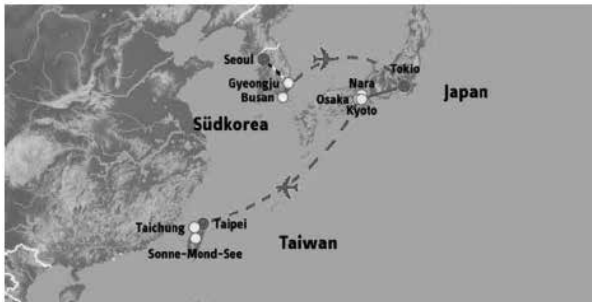 Seoul
Gyeongju
Busan
Südkorea
Tokio
Nara
Osaka
Kyoto
Japan
Taichung
Taipei
Sonne-Mond-See
Taiwan